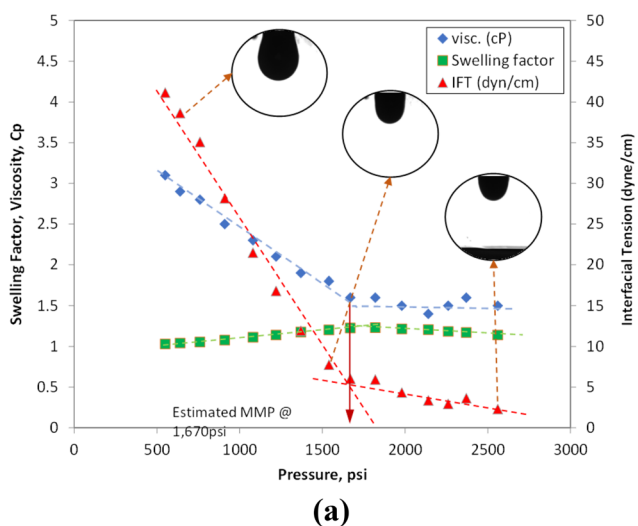 5
4.5
4
3.5
3
2.5
2
1.5
1
0.5
0
50
45
40
35
30
25
20
15
10
5
0
visc. (cP)
Swelling factor
IFT (dyn/cm)
Swelling Factor, Viscosity, Cp
Interfacial Tension (dyne/cm)
Estimated MMP @
1,670psi
0 500 1000 1500 2000 2500 3000
Pressure, psi
(a)